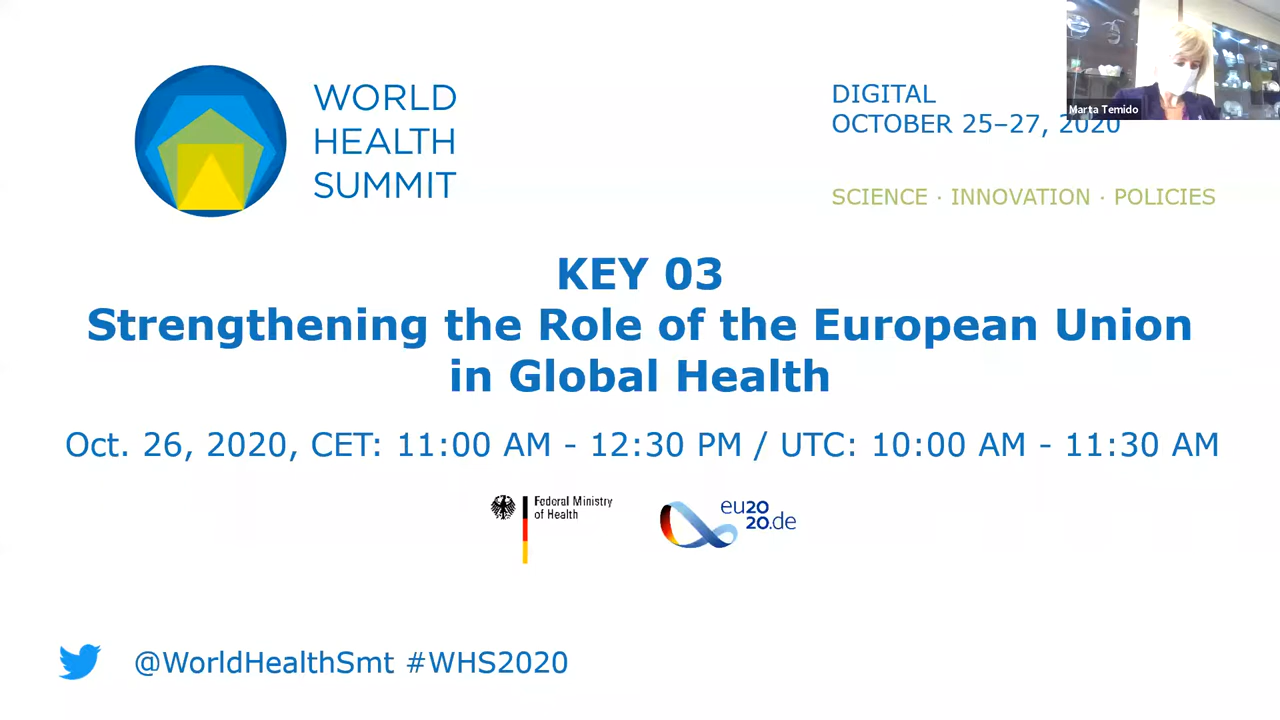 WORLD
HEALTH
SUMMIT
DIGITAL
OCTOBER 25–27, 2020
Marta Temido
SCIENCE · INNOVATION · POLICIES
KEY 03
Strengthening the Role of the European Union
in Global Health
Oct. 26, 2020, CET: 11:00 AM - 12:30 PM / UTC: 10:00 AM - 11:30 AM
Federal Ministry
of Health
eu20
20.de
@WorldHealthSmt #WHS2020